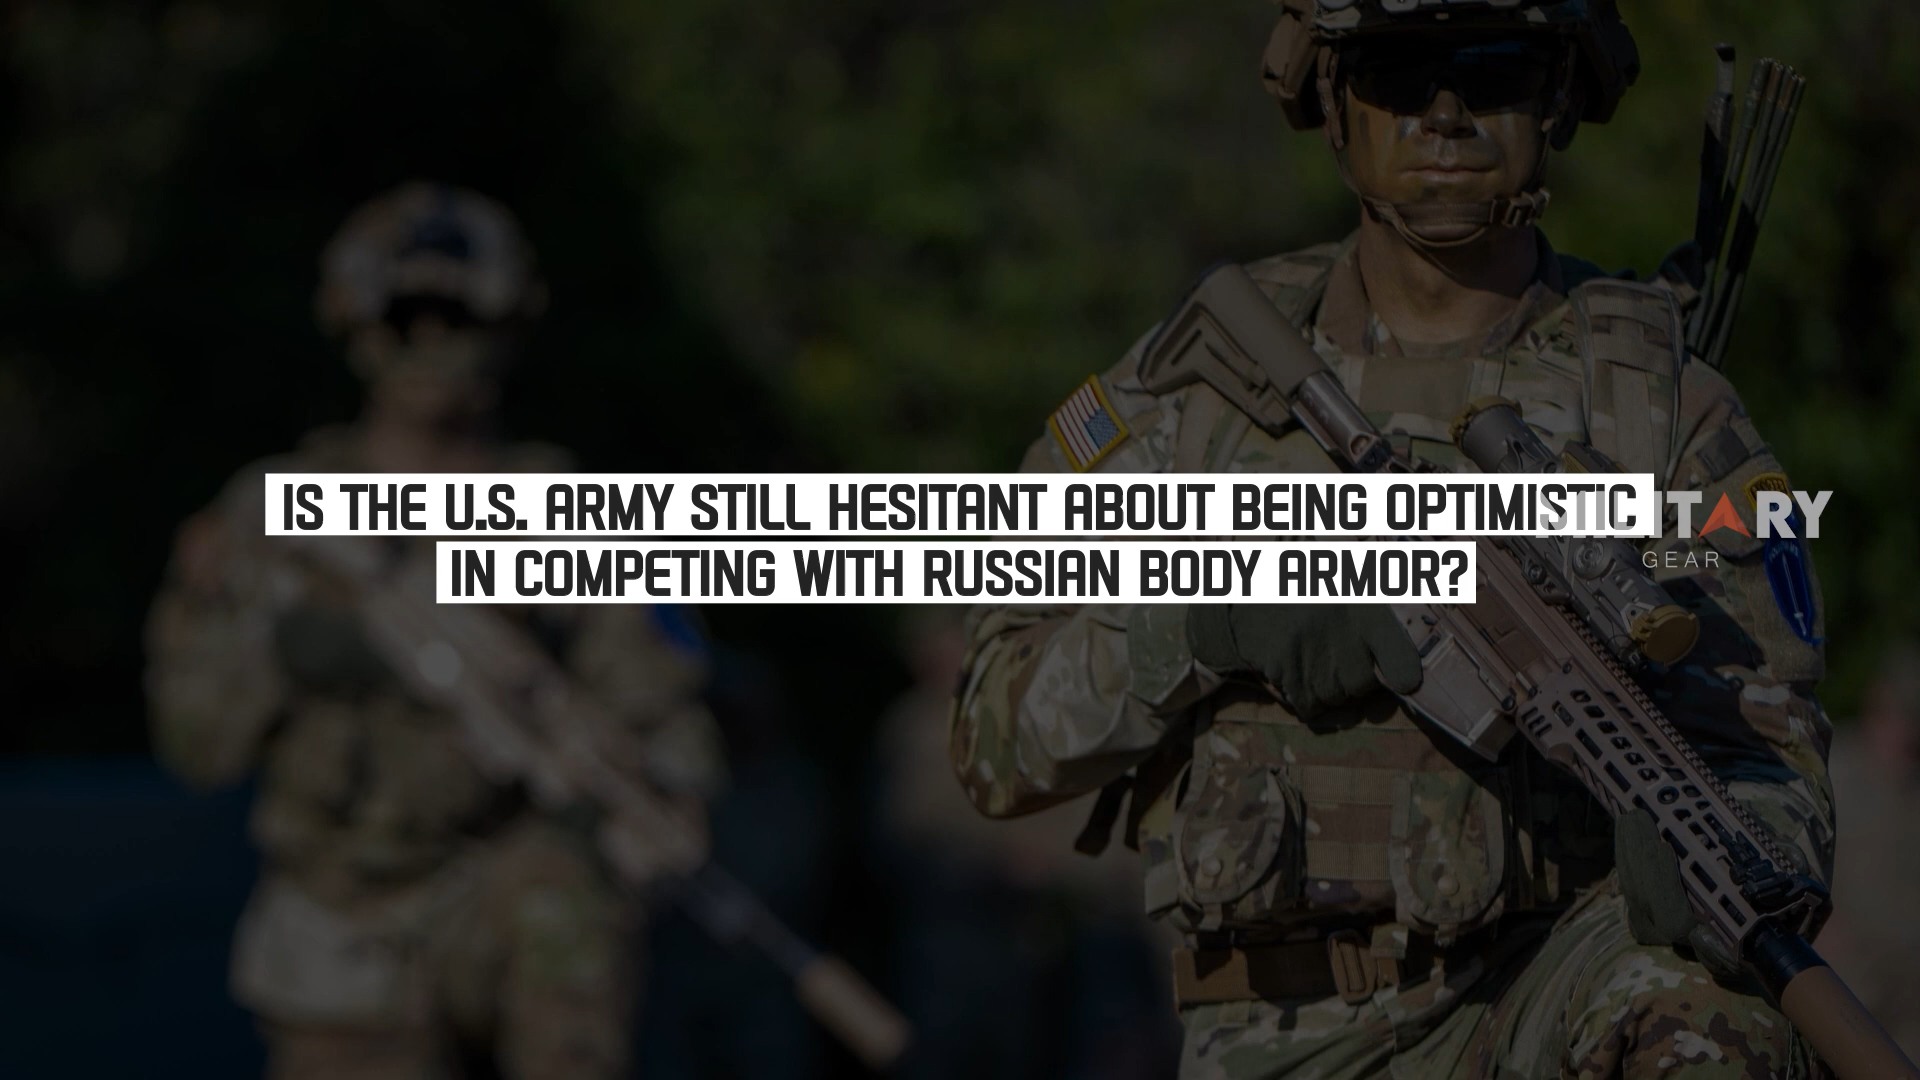 IS THE U.S. ARMY STILL HESITANT ABOUT BEING OPTIMISTIC
IN COMPETING WITH RUSSIAN BODY ARMOR?
MILITARY
GEAR